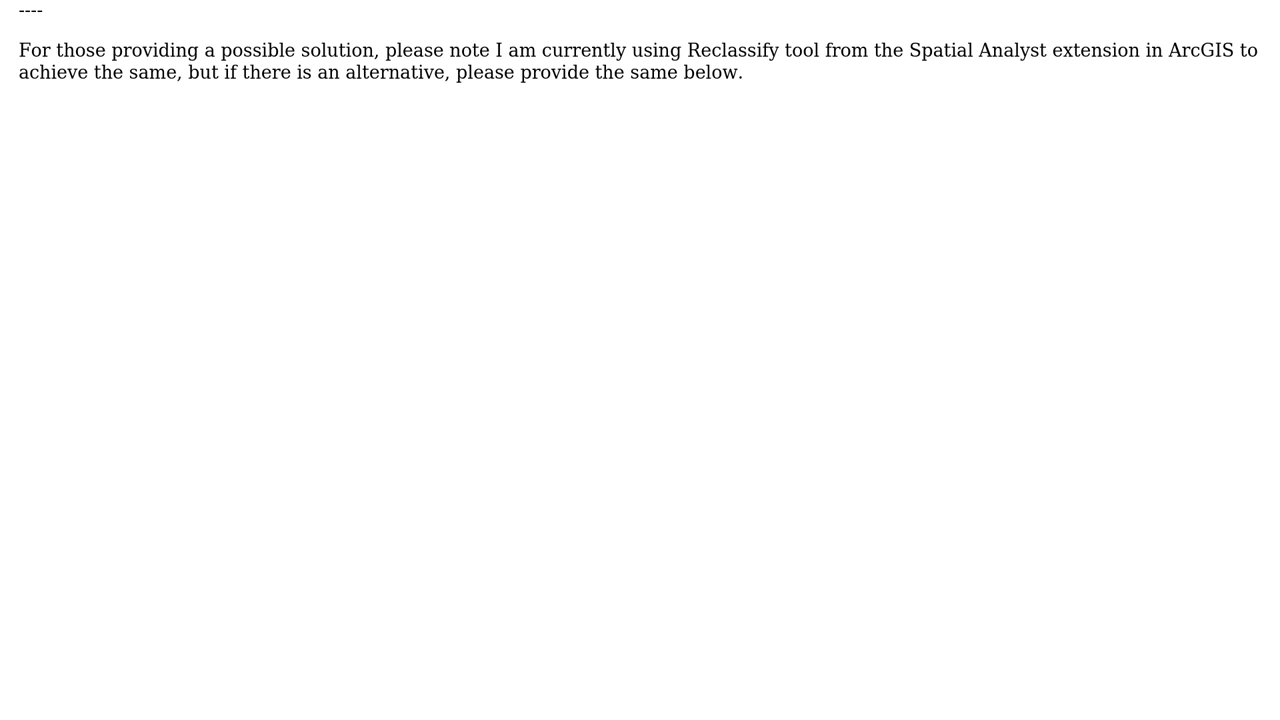 ----
For those providing a possible solution, please note I am currently using Reclassify tool from the Spatial Analyst extension in ArcGIS to
achieve the same, but if there is an alternative, please provide the same below.